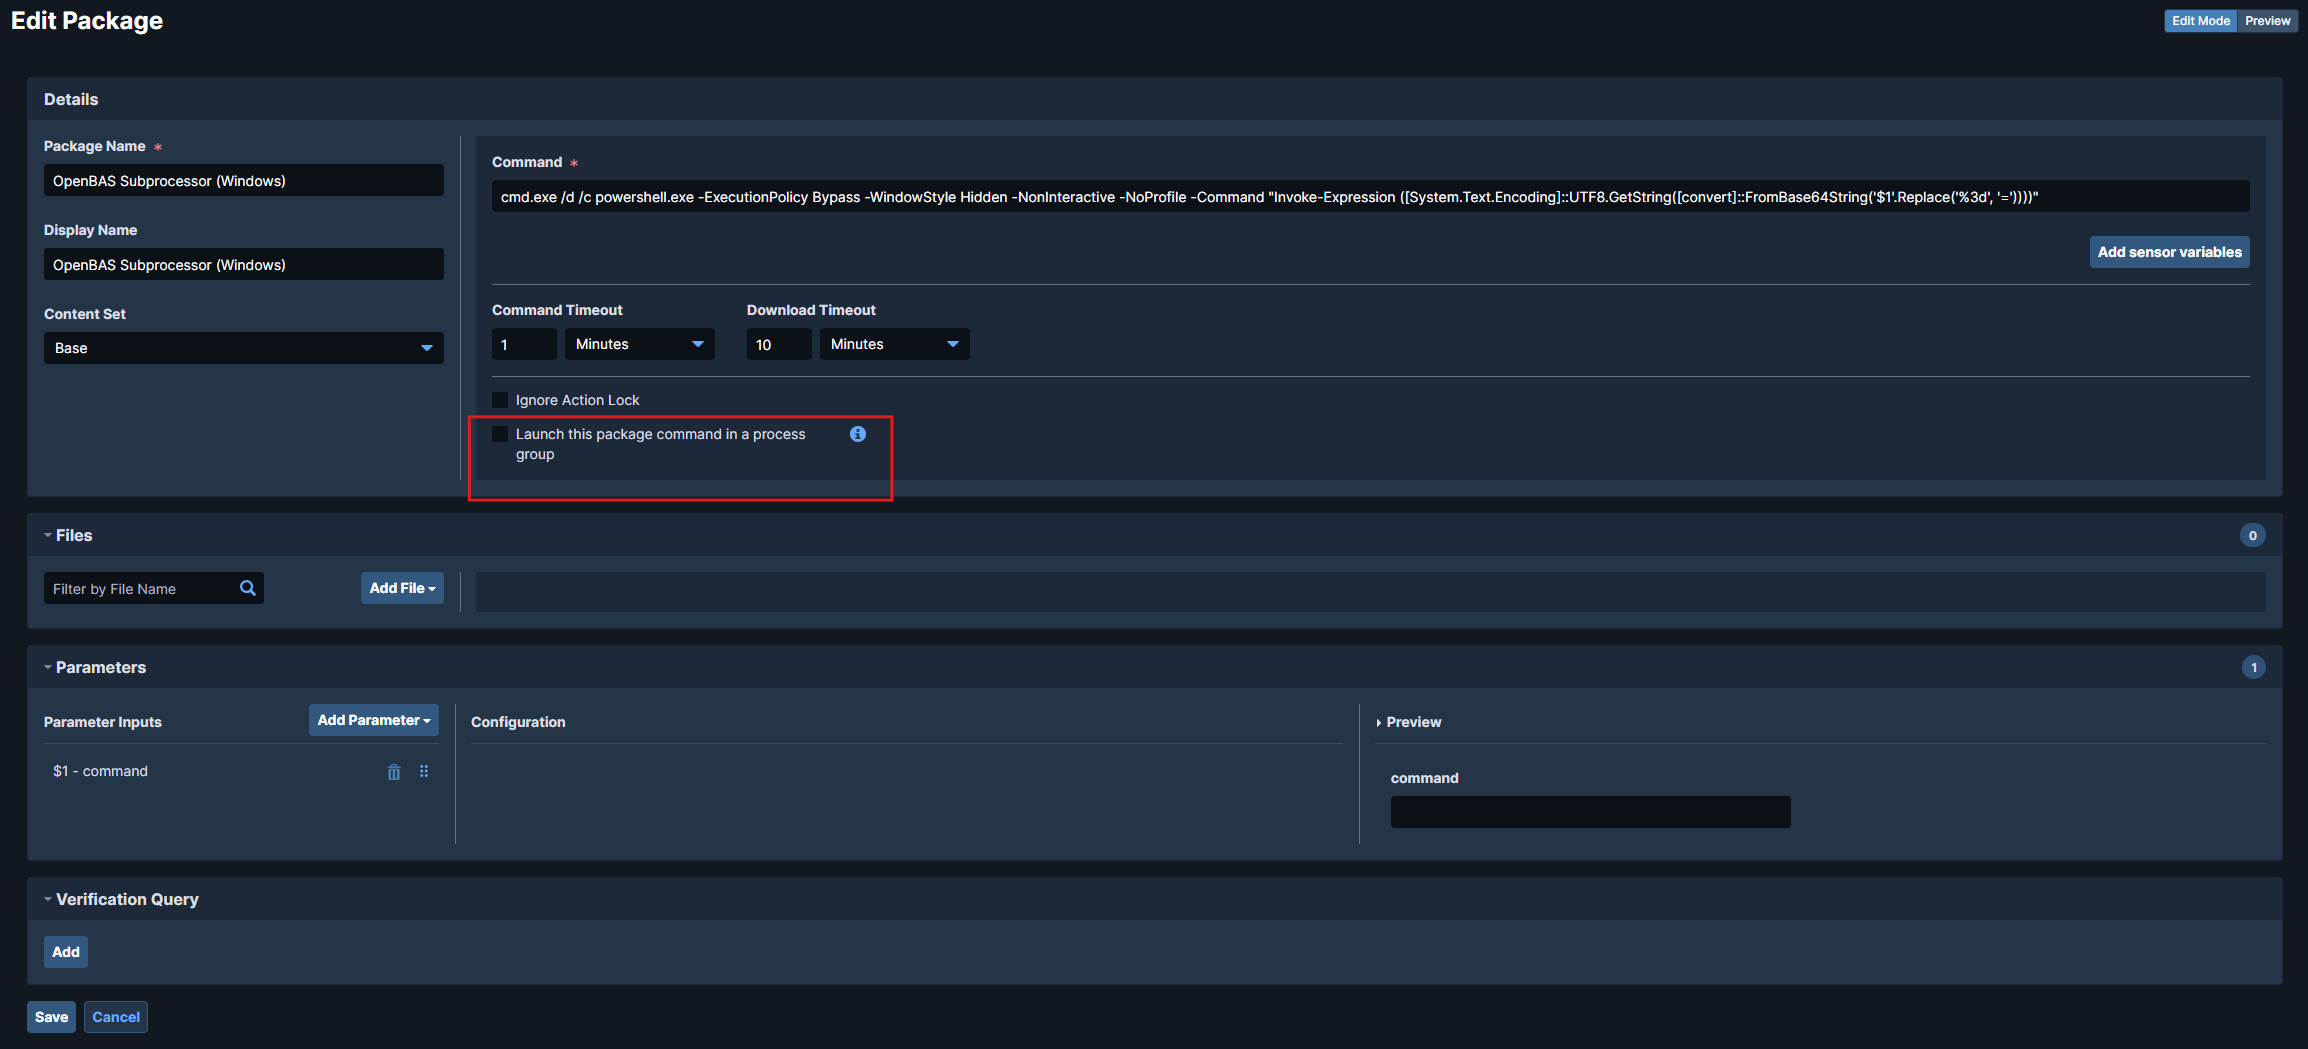 Edit Package
Edit Mode
Preview
Details
Package Name *
OpenBAS Subprocessor (Windows)
Display Name
OpenBAS Subprocessor (Windows)
Content Set
Base
Command *
cmd.exe /d /c powershell.exe -ExecutionPolicy Bypass -WindowStyle Hidden -NonInteractive -NoProfile -Command "Invoke-Expression ([System.Text.Encoding]::UTF8.GetString([convert]::FromBase64String('$1'.Replace('%3d', '='))))"
Add sensor variables
Command Timeout
Download Timeout
1
Minutes
10
Minutes
Ignore Action Lock
Launch this package command in a process
group
Files
0
Filter by File Name
Add File
Parameters
1
Parameter Inputs
Add Parameter
Configuration
Preview
$1 - command
command
Verification Query
Add
Save
Cancel